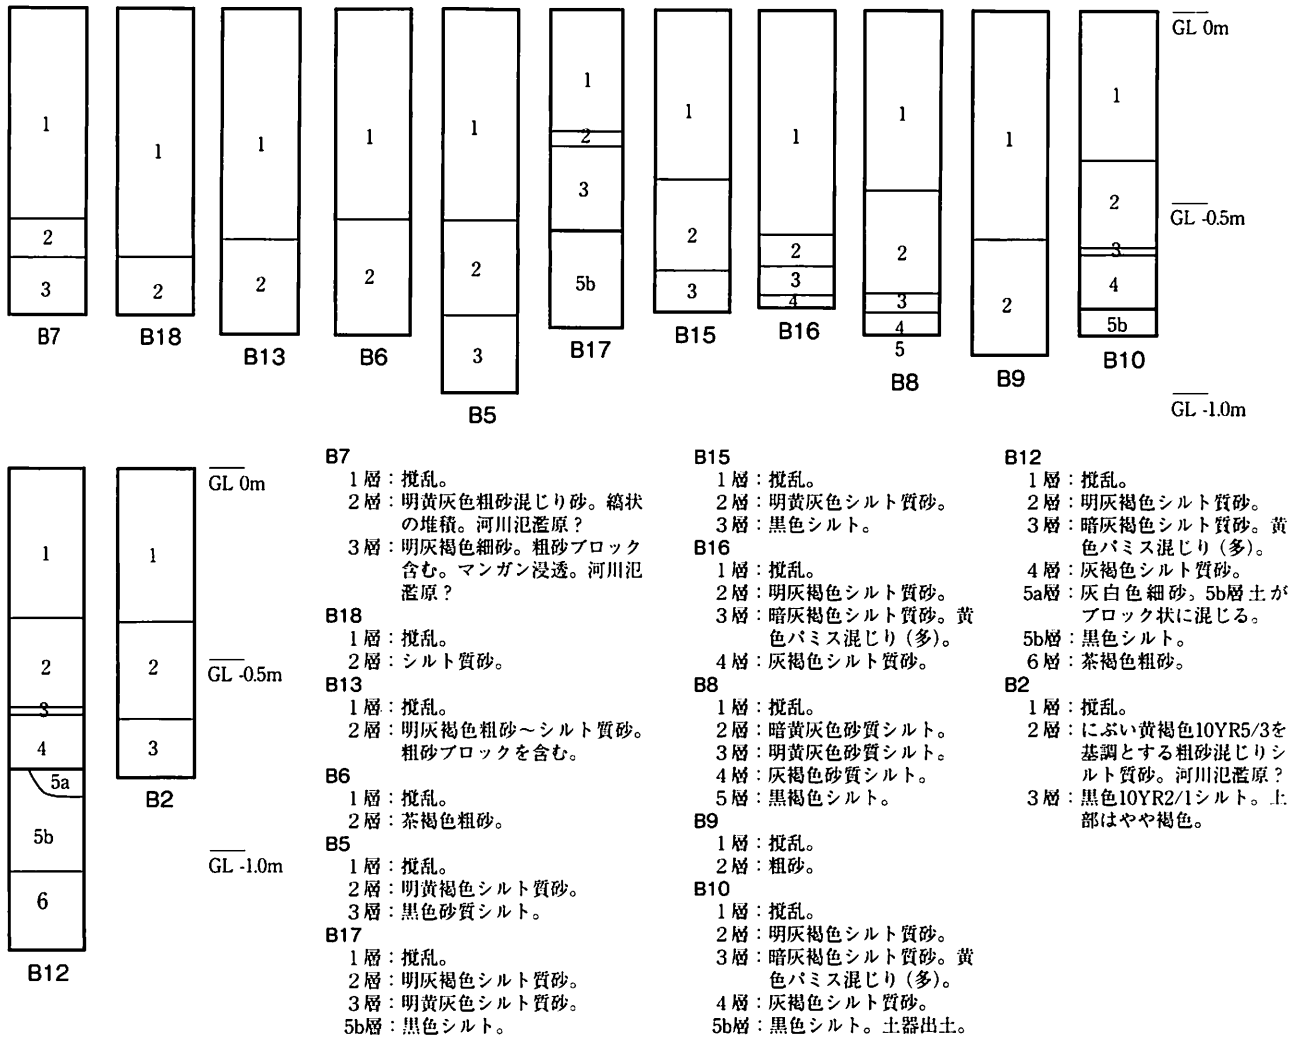 1
2
3
B7
1
2
B18
1
2
B13
1
2
B6
1
2
3
B5
1
2
3
5b
B17
1
2
3
B15
1
2
3
4
B16
1
2
3
4
5
B8
1
2
B9
1
2
3
4
5b
B10
GL 0m
GL -0.5m
GL -1.0m
1
2
3
4
5a
5b
6
B12
1
2
3
B2
GL 0m
GL -0.5m
GL -1.0m
B7
1層：撹乱。
2層：明黄灰色粗砂混じり砂。縞状
の堆積。河川氾濫原？
3層：明灰褐色細砂。粗砂ブロック
含む。マンガン浸透。河川氾
濫原？
B18
1層：撹乱。
2層：シルト質砂。
B13
1層：撹乱。
2層：明灰褐色粗砂～シルト質砂。
粗砂ブロックを含む。
B6
1層：撹乱。
2層：茶褐色粗砂。
B5
1層：撹乱。
2層：明黄褐色シルト質砂。
3層：黒色砂質シルト。
B17
1層：撹乱。
2層：明灰褐色シルト質砂。
3層：明黄灰色シルト質砂。
5b層：黒色シルト。
B15
1層：撹乱。
2層：明黄灰色シルト質砂。
3層：黒色シルト。
B16
1層：撹乱。
2層：明灰褐色シルト質砂。
3層：暗灰褐色シルト質砂。黄
色パミス混じり（多）。
4層：灰褐色シルト質砂。
B8
1層：撹乱。
2層：暗黄灰色砂質シルト。
3層：明黄灰色砂質シルト。
4層：灰褐色砂質シルト。
5層：黒褐色シルト。
B9
1層：撹乱。
2層：粗砂。
B10
1層：撹乱。
2層：明灰褐色シルト質砂。
3層：暗灰褐色シルト質砂。黄
色パミス混じり（多）。
4層：灰褐色シルト質砂。
5b層：黒色シルト。土器出土。
B12
1層：撹乱。
2層：明灰褐色シルト質砂。
3層：暗灰褐色シルト質砂。黄
色パミス混じり（多）。
4層：灰褐色シルト質砂。
5a層：灰白色細砂。5b層土が
ブロック状に混じる。
5b層：黒色シルト。
6層：茶褐色粗砂。
B2
1層：撹乱。
2層：にぶい黄褐色10YR5/3を
基調とする粗砂混じりシ
ルト質砂。河川氾濫原？
3層：黒色10YR2/1シルト。上
部はやや褐色。